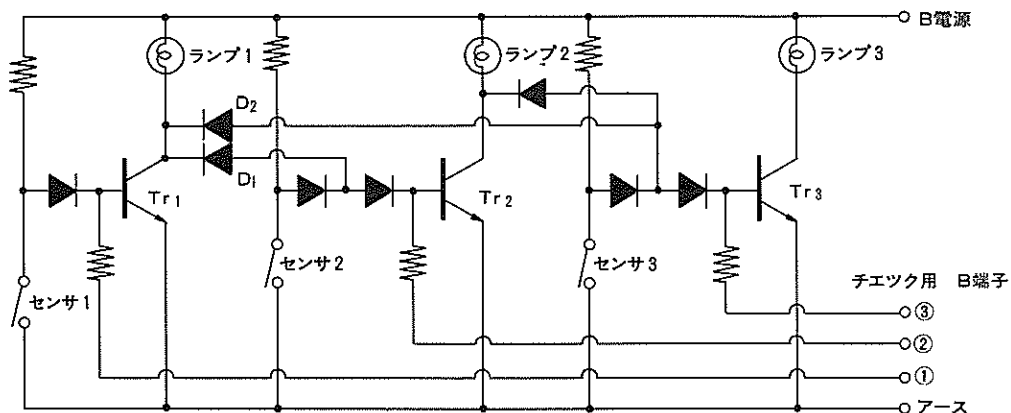 B電源
ランプ1
ランプ2
ランプ3
D₂
D₁
Tr₁
Tr₂
Tr₃
センサ1
センサ2
センサ3
チエツク用 B端子
③
②
①
アース